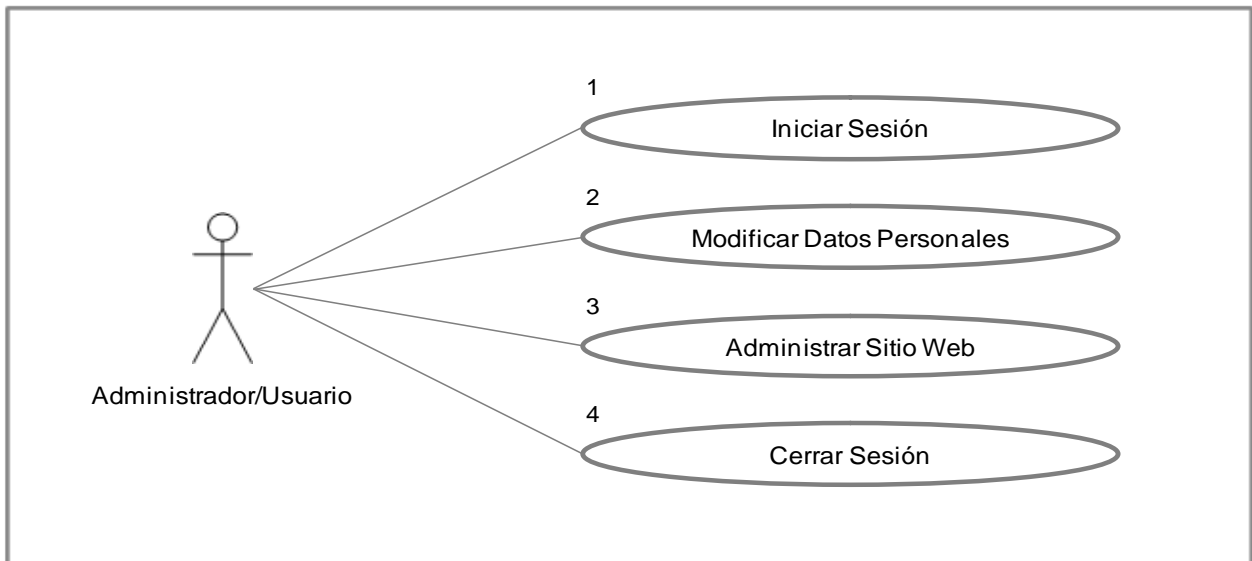 1
Iniciar Sesión
2
Modificar Datos Personales
3
Administrar Sitio Web
Administrador/Usuario
4
Cerrar Sesión